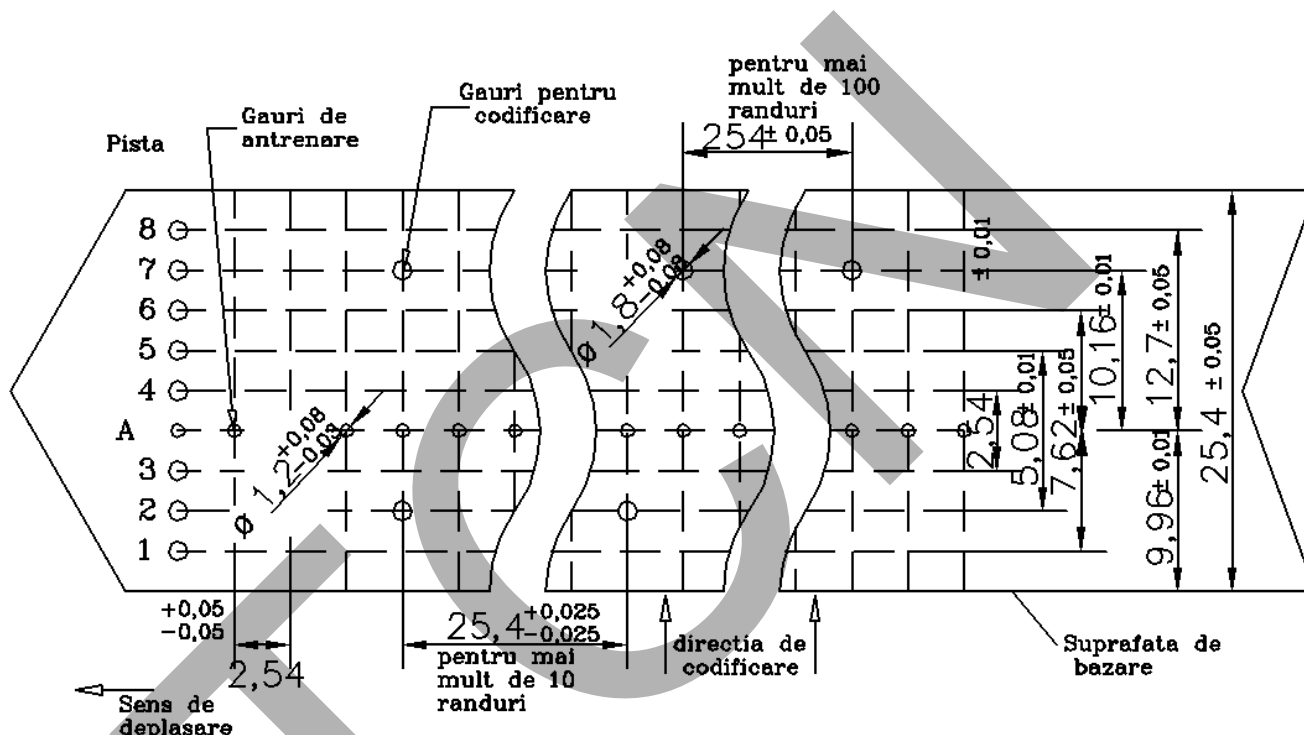 pentru mai
mult de 100
randuri
254 ± 0,05
Gauri pentru
codificare
Gauri de
antrenare
Pista
8
7
6
5
4
A
3
2
1
ø 1,8 +0,08 -0,08
ø 1,2 +0,08 -0,03
± 0,01
2,54
5,08 ± 0,01
7,62 ± 0,05
10,16 ± 0,01
12,7 ± 0,05
9,96 ± 0,01
25,4 ± 0,05
+0,05
-0,05
2,54
25,4 +0,025 -0,025
pentru mai
mult de 10
randuri
directia de
codificare
Suprafata de
bazare
Sens de
deplasare
TCN